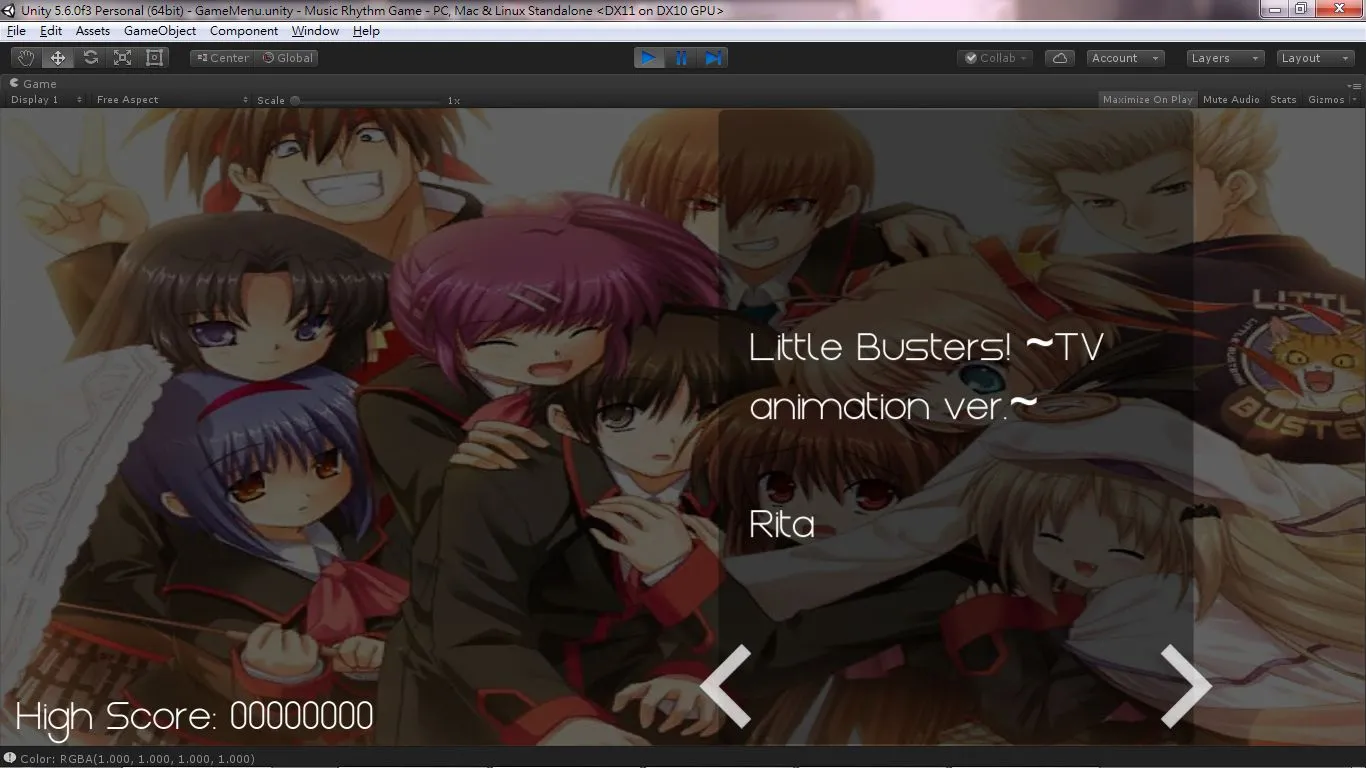 Unity 5.6.0f3 Personal (64bit) - GameMenu.unity - Music Rhythm Game - PC, Mac & Linux Standalone <DX11 on DX10 GPU>
File Edit Assets GameObject Component Window Help
Center Global Collab Account Layers Layout
Game
Display 1 Free Aspect Scale 1x Maximize On Play Mute Audio Stats Gizmos
LITTL
Little Busters! ~TV
animation ver.~
BUSTE
Rita
High Score: 00000000
Color: RGBA(1.000, 1.000, 1.000, 1.000)